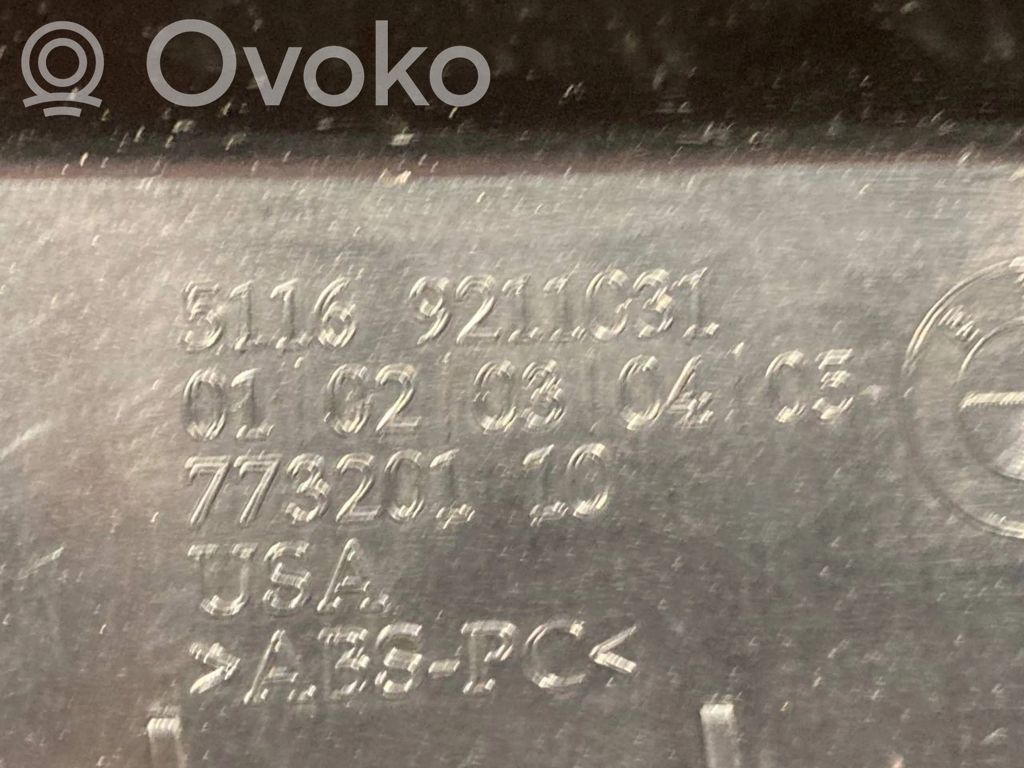 Ovoko
5116 9211031
01 02 03 04 05
773201 10
USA
>ABS-PC<